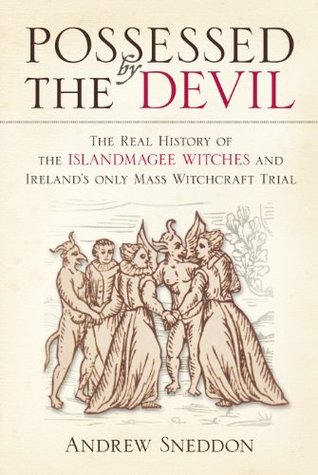 POSSESSED
by
THE DEVIL
THE REAL HISTORY OF
THE ISLANDMAGEE WITCHES AND
IRELAND'S ONLY MASS WITCHCRAFT TRIAL
ANDREW SNEDDON